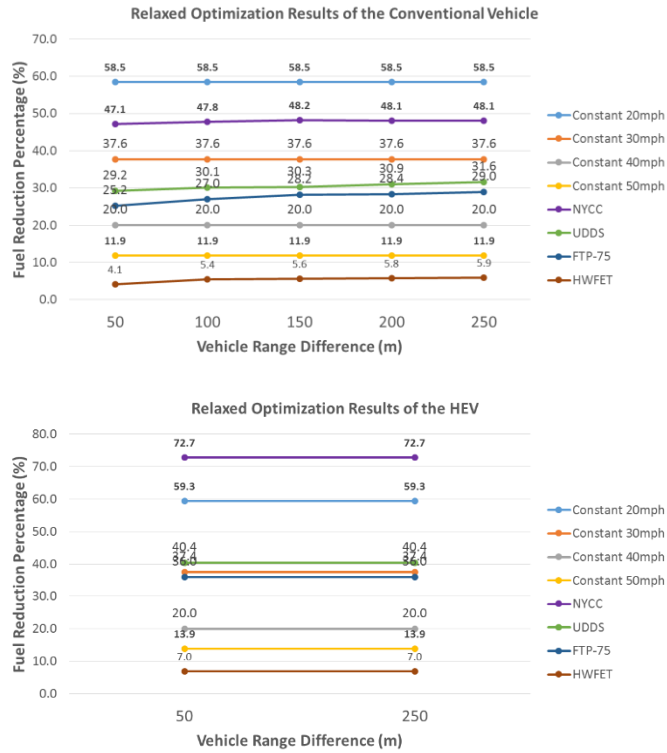 Relaxed Optimization Results of the Conventional Vehicle
Fuel Reduction Percentage (%)
70.0
60.0
50.0
40.0
30.0
20.0
10.0
0.0
58.5 58.5 58.5 58.5 58.5
47.1 47.8 48.2 48.1 48.1
37.6 37.6 37.6 37.6 37.6
29.2 30.1 30.3 30.9 31.6
25.2 27.0 28.2 28.4 29.0
20.0 20.0 20.0 20.0 20.0
11.9 11.9 11.9 11.9 11.9
4.1 5.4 5.6 5.8 5.9
50 100 150 200 250
Vehicle Range Difference (m)
Constant 20mph
Constant 30mph
Constant 40mph
Constant 50mph
NYCC
UDDS
FTP-75
HWFET
Relaxed Optimization Results of the HEV
Fuel Reduction Percentage (%)
80.0
70.0
60.0
50.0
40.0
30.0
20.0
10.0
0.0
72.7 72.7
59.3 59.3
40.4 40.4
37.4 37.4
36.0 36.0
20.0 20.0
13.9 13.9
7.0 7.0
50 250
Vehicle Range Difference (m)
Constant 20mph
Constant 30mph
Constant 40mph
Constant 50mph
NYCC
UDDS
FTP-75
HWFET